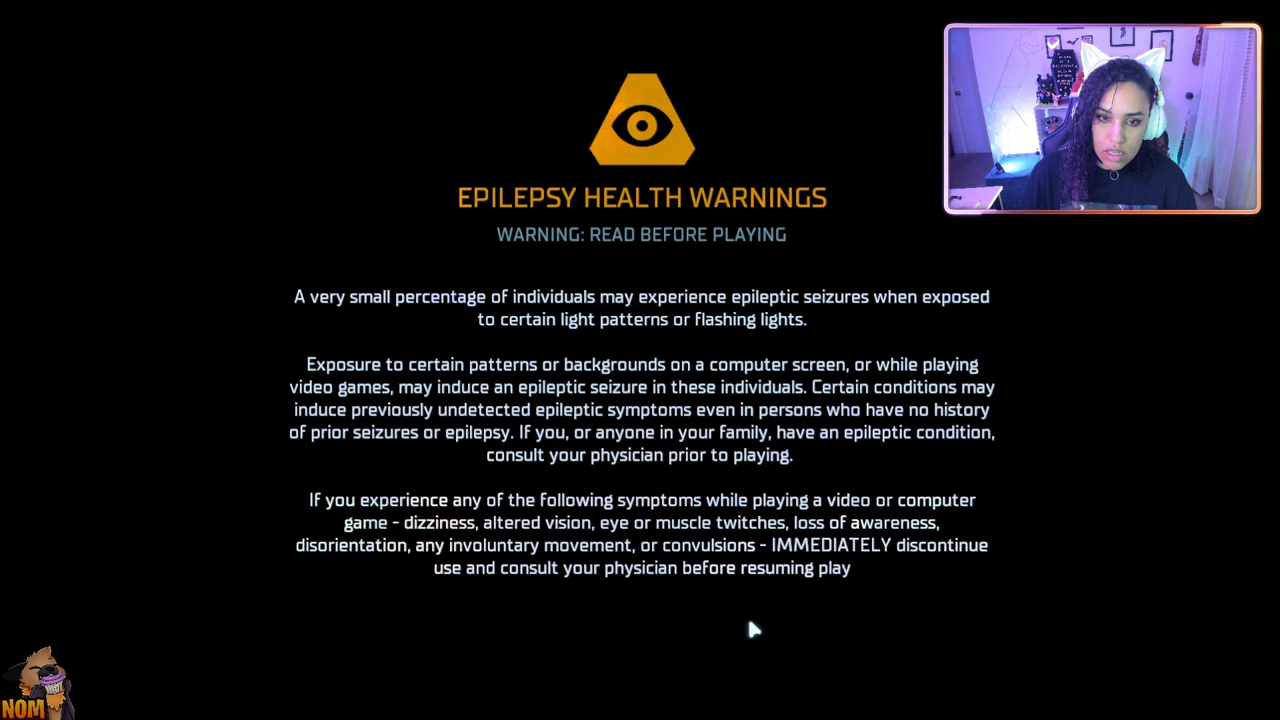 EPILEPSY HEALTH WARNINGS
WARNING: READ BEFORE PLAYING
A very small percentage of individuals may experience epileptic seizures when exposed
to certain light patterns or flashing lights.
Exposure to certain patterns or backgrounds on a computer screen, or while playing
video games, may induce an epileptic seizure in these individuals. Certain conditions may
induce previously undetected epileptic symptoms even in persons who have no history
of prior seizures or epilepsy. If you, or anyone in your family, have an epileptic condition,
consult your physician prior to playing.
If you experience any of the following symptoms while playing a video or computer
game - dizziness, altered vision, eye or muscle twitches, loss of awareness,
disorientation, any involuntary movement, or convulsions - IMMEDIATELY discontinue
use and consult your physician before resuming play
NOM